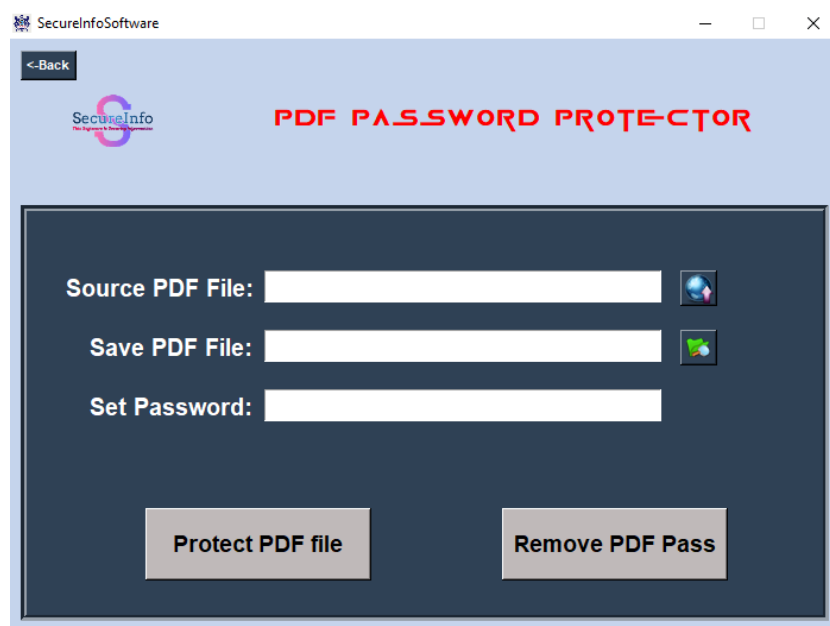 SecureInfoSoftware
<-Back
SecureInfo
PDF PASSWORD PROTECTOR
Source PDF File:
Save PDF File:
Set Password:
Protect PDF file
Remove PDF Pass